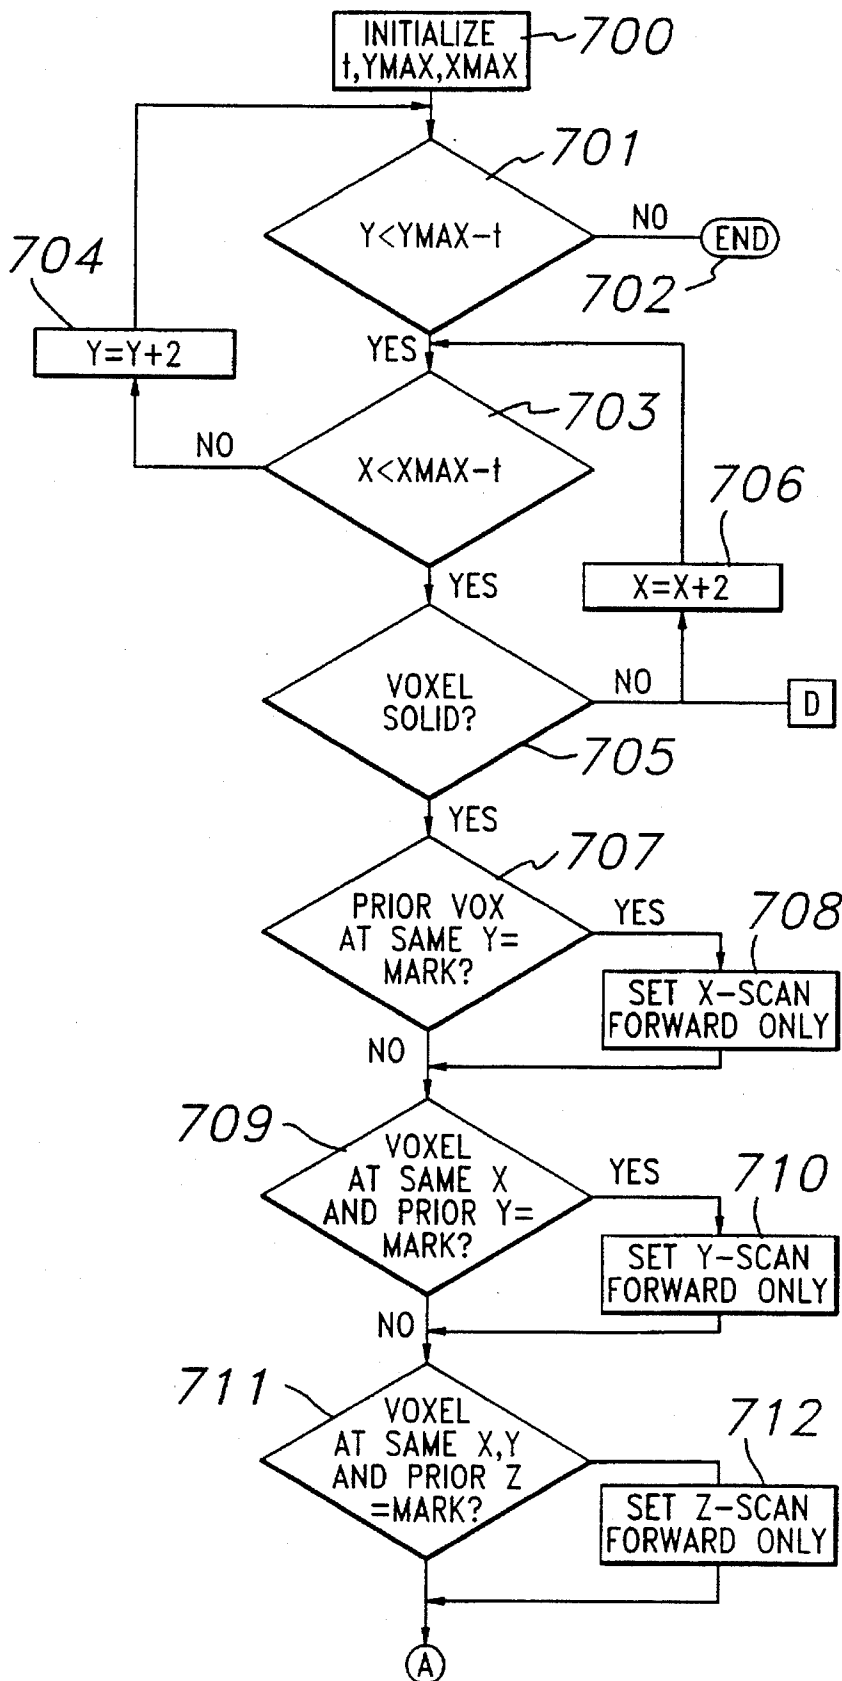 INITIALIZE
t,YMAX,XMAX
700
701
Y<YMAX-t
NO
END
702
704
Y=Y+2
YES
703
NO
X<XMAX-t
706
X=X+2
YES
VOXEL
SOLID?
NO
D
705
YES
707
PRIOR VOX
AT SAME Y=
MARK?
YES
708
SET X-SCAN
FORWARD ONLY
NO
709
VOXEL
AT SAME X
AND PRIOR Y=
MARK?
YES
710
SET Y-SCAN
FORWARD ONLY
NO
711
VOXEL
AT SAME X,Y
AND PRIOR Z
=MARK?
712
SET Z-SCAN
FORWARD ONLY
A